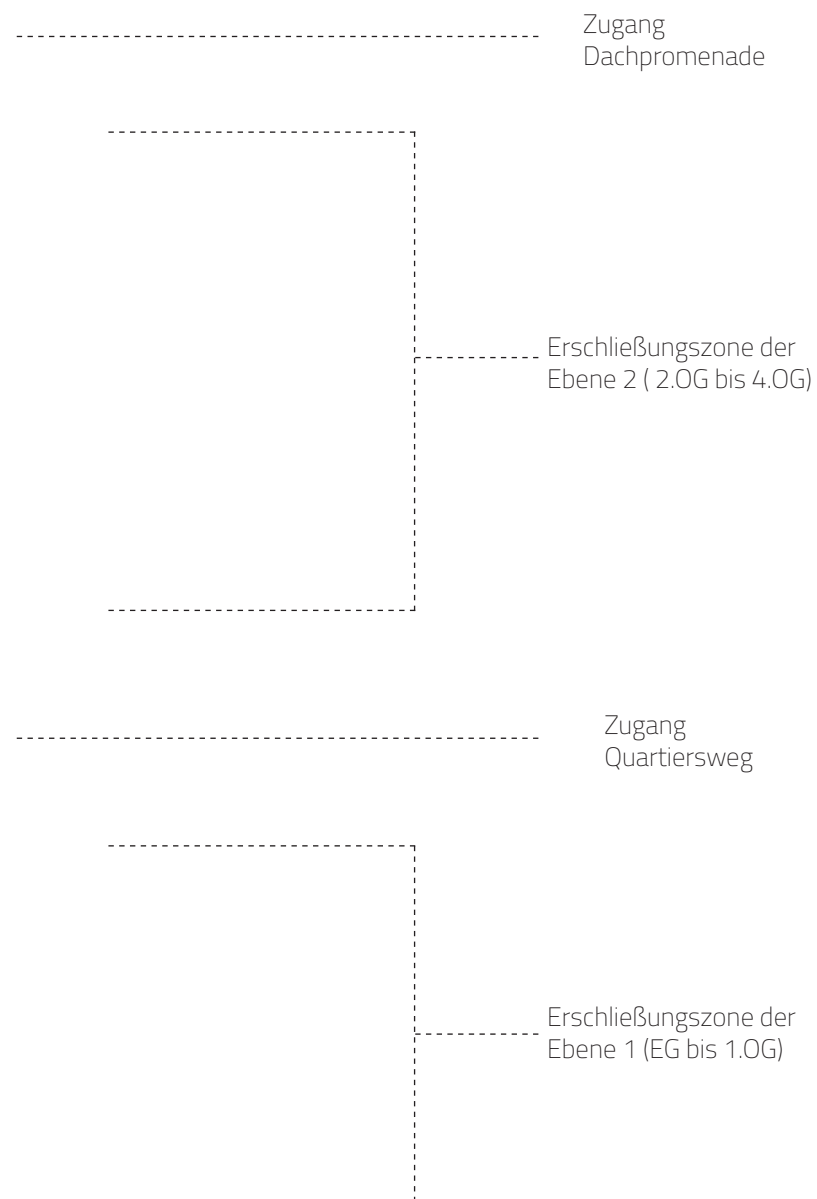 Zugang
Dachpromenade
Erschließungszone der
Ebene 2 ( 2.OG bis 4.OG)
Zugang
Quartiersweg
Erschließungszone der
Ebene 1 (EG bis 1.OG)